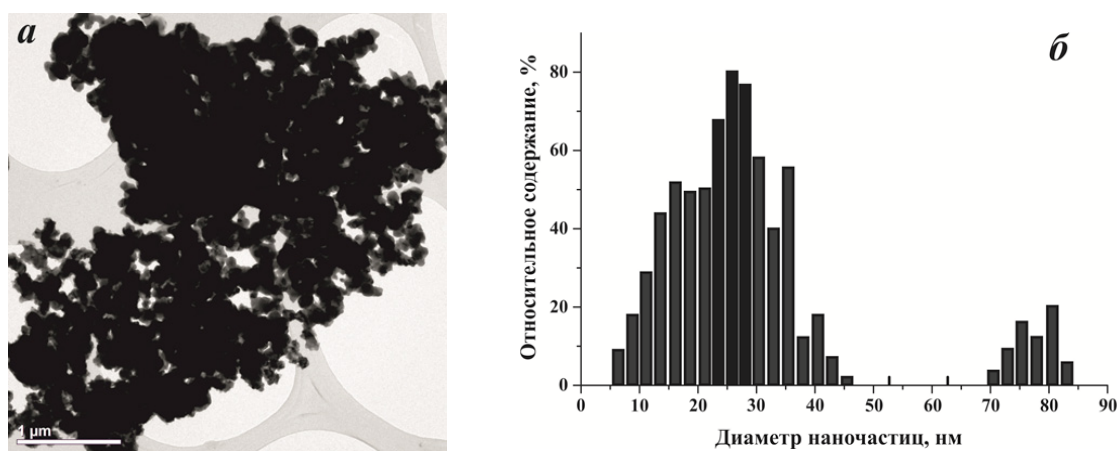 а
1 µm
б
Относительное содержание, %
80
60
40
20
0
0 10 20 30 40 50 60 70 80 90
Диаметр наночастиц, нм